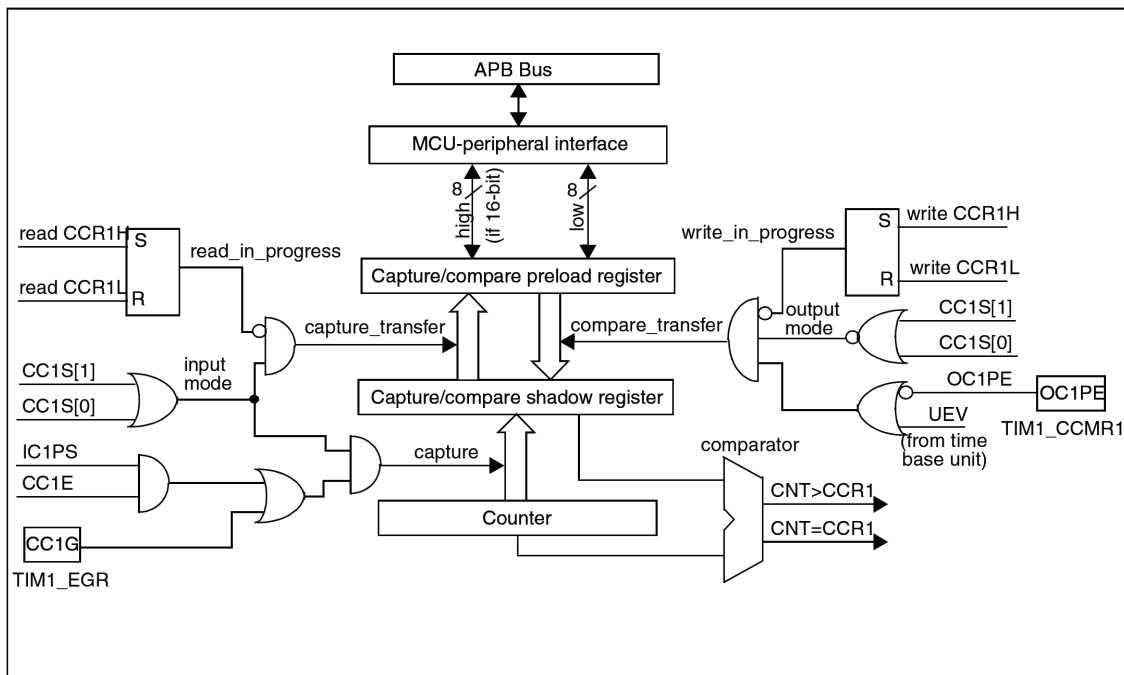 APB Bus
MCU-peripheral interface
8
high
(if 16-bit)
8
low
read CCR1H
S
read_in_progress
read CCR1L
R
write_in_progress
S
write CCR1H
R
write CCR1L
Capture/compare preload register
capture_transfer
compare_transfer
output
mode
CC1S[1]
CC1S[0]
input
mode
CC1S[1]
CC1S[0]
Capture/compare shadow register
OC1PE
OC1PE
UEV
TIM1_CCMR1
(from time
base unit)
IC1PS
CC1E
capture
comparator
CNT>CCR1
Counter
CNT=CCR1
CC1G
TIM1_EGR